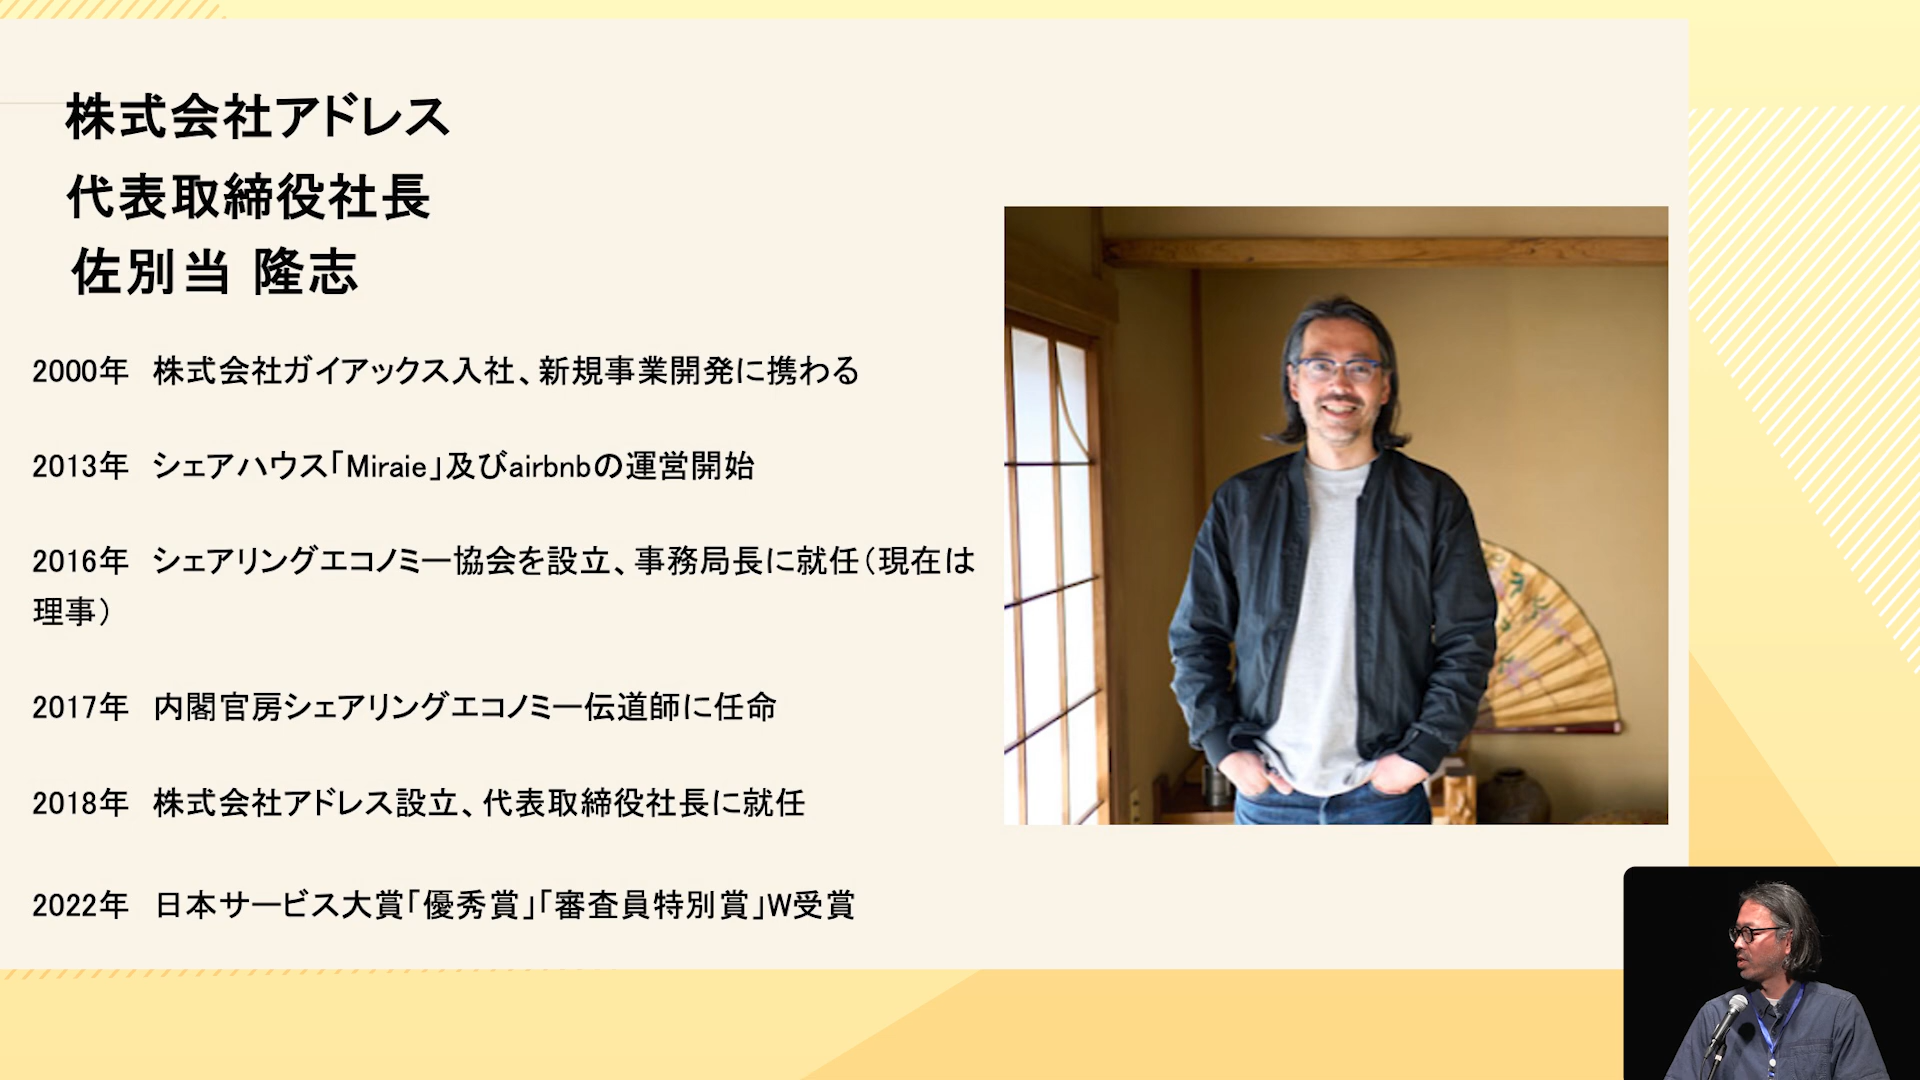 株式会社アドレス
代表取締役社長
佐別当 隆志
2000年 株式会社ガイアックス入社、新規事業開発に携わる
2013年 シェアハウス「Miraie」及びairbnbの運営開始
2016年 シェアリングエコノミー協会を設立、事務局長に就任（現在は
理事）
2017年 内閣官房シェアリングエコノミー伝道師に任命
2018年 株式会社アドレス設立、代表取締役社長に就任
2022年 日本サービス大賞「優秀賞」「審査員特別賞」W受賞